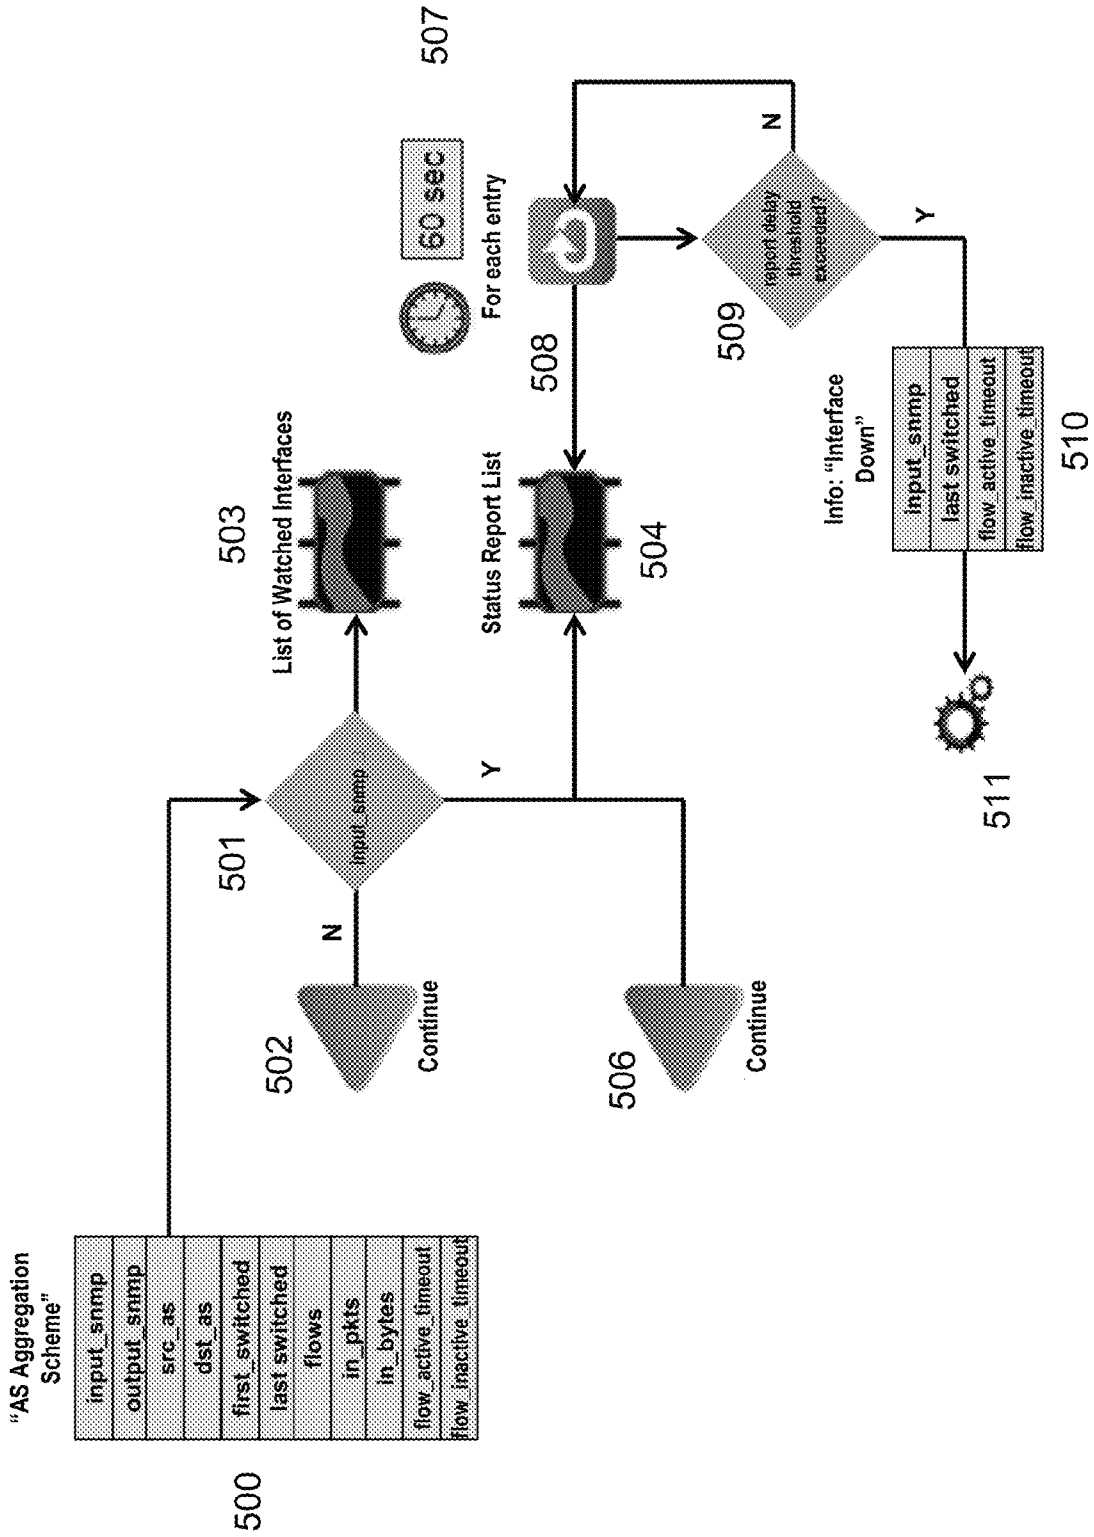 "AS Aggregation
Scheme"
input_snmp
output_snmp
src_as
dst_as
first_switched
last switched
flows
in_pkts
in_bytes
flow_active_timeout
flow_inactive_timeout
500
501
input_snmp
N
502
Continue
Y
506
Continue
503
List of Watched Interfaces
Status Report List
504
507
60 sec
For each entry
508
509
report delay
threshold
exceeded?
N
Y
Info: "Interface
Down"
Input_snmp
last switched
flow_active_timeout
flow_inactive_timeout
510
511